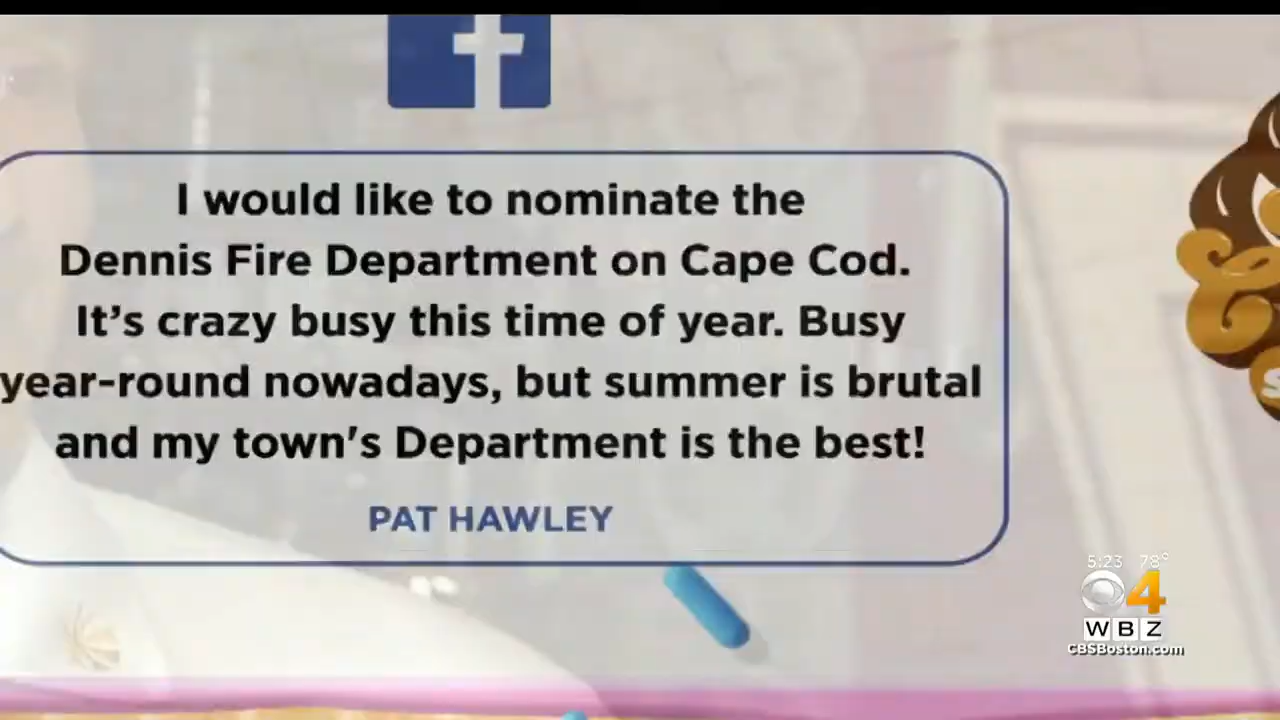 I would like to nominate the
Dennis Fire Department on Cape Cod.
It's crazy busy this time of year. Busy
year-round nowadays, but summer is brutal
and my town's Department is the best!
PAT HAWLEY
5:23 78°
4
WBZ
CBSBoston.com